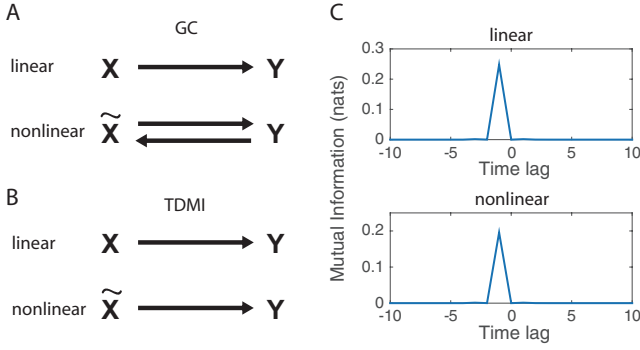 A
GC
linear X Y
nonlinear X̃ Y
B
TDMI
linear X Y
nonlinear X̃ Y
C
linear
Mutual Information (nats)
0.3
0.2
0.1
0
-10 -5 0 5 10
Time lag
nonlinear
0.2
0.1
0
-10 -5 0 5 10
Time lag